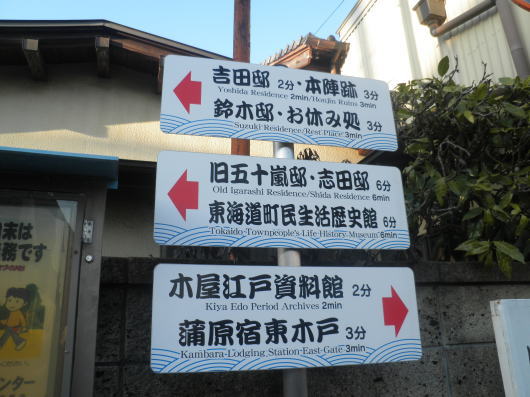 吉田邸 2分・本陣跡 3分
Yoshida Residence 2min/Honjin Ruins 3min
鈴木邸・お休み処 3分
Suzuki Residence/Rest Place 3min
旧五十嵐邸・志田邸 6分
Old Igarashi Residence/Shida Residence 6min
東海道町民生活歴史館 6分
Tokaido-Townpeople's-Life-History-Museum 6min
木屋江戸資料館 2分
Kiya Edo Period Archives 2min
蒲原宿東木戸 3分
Kambara-Lodging-Station-East-Gate 3min
末は
務です
ンター